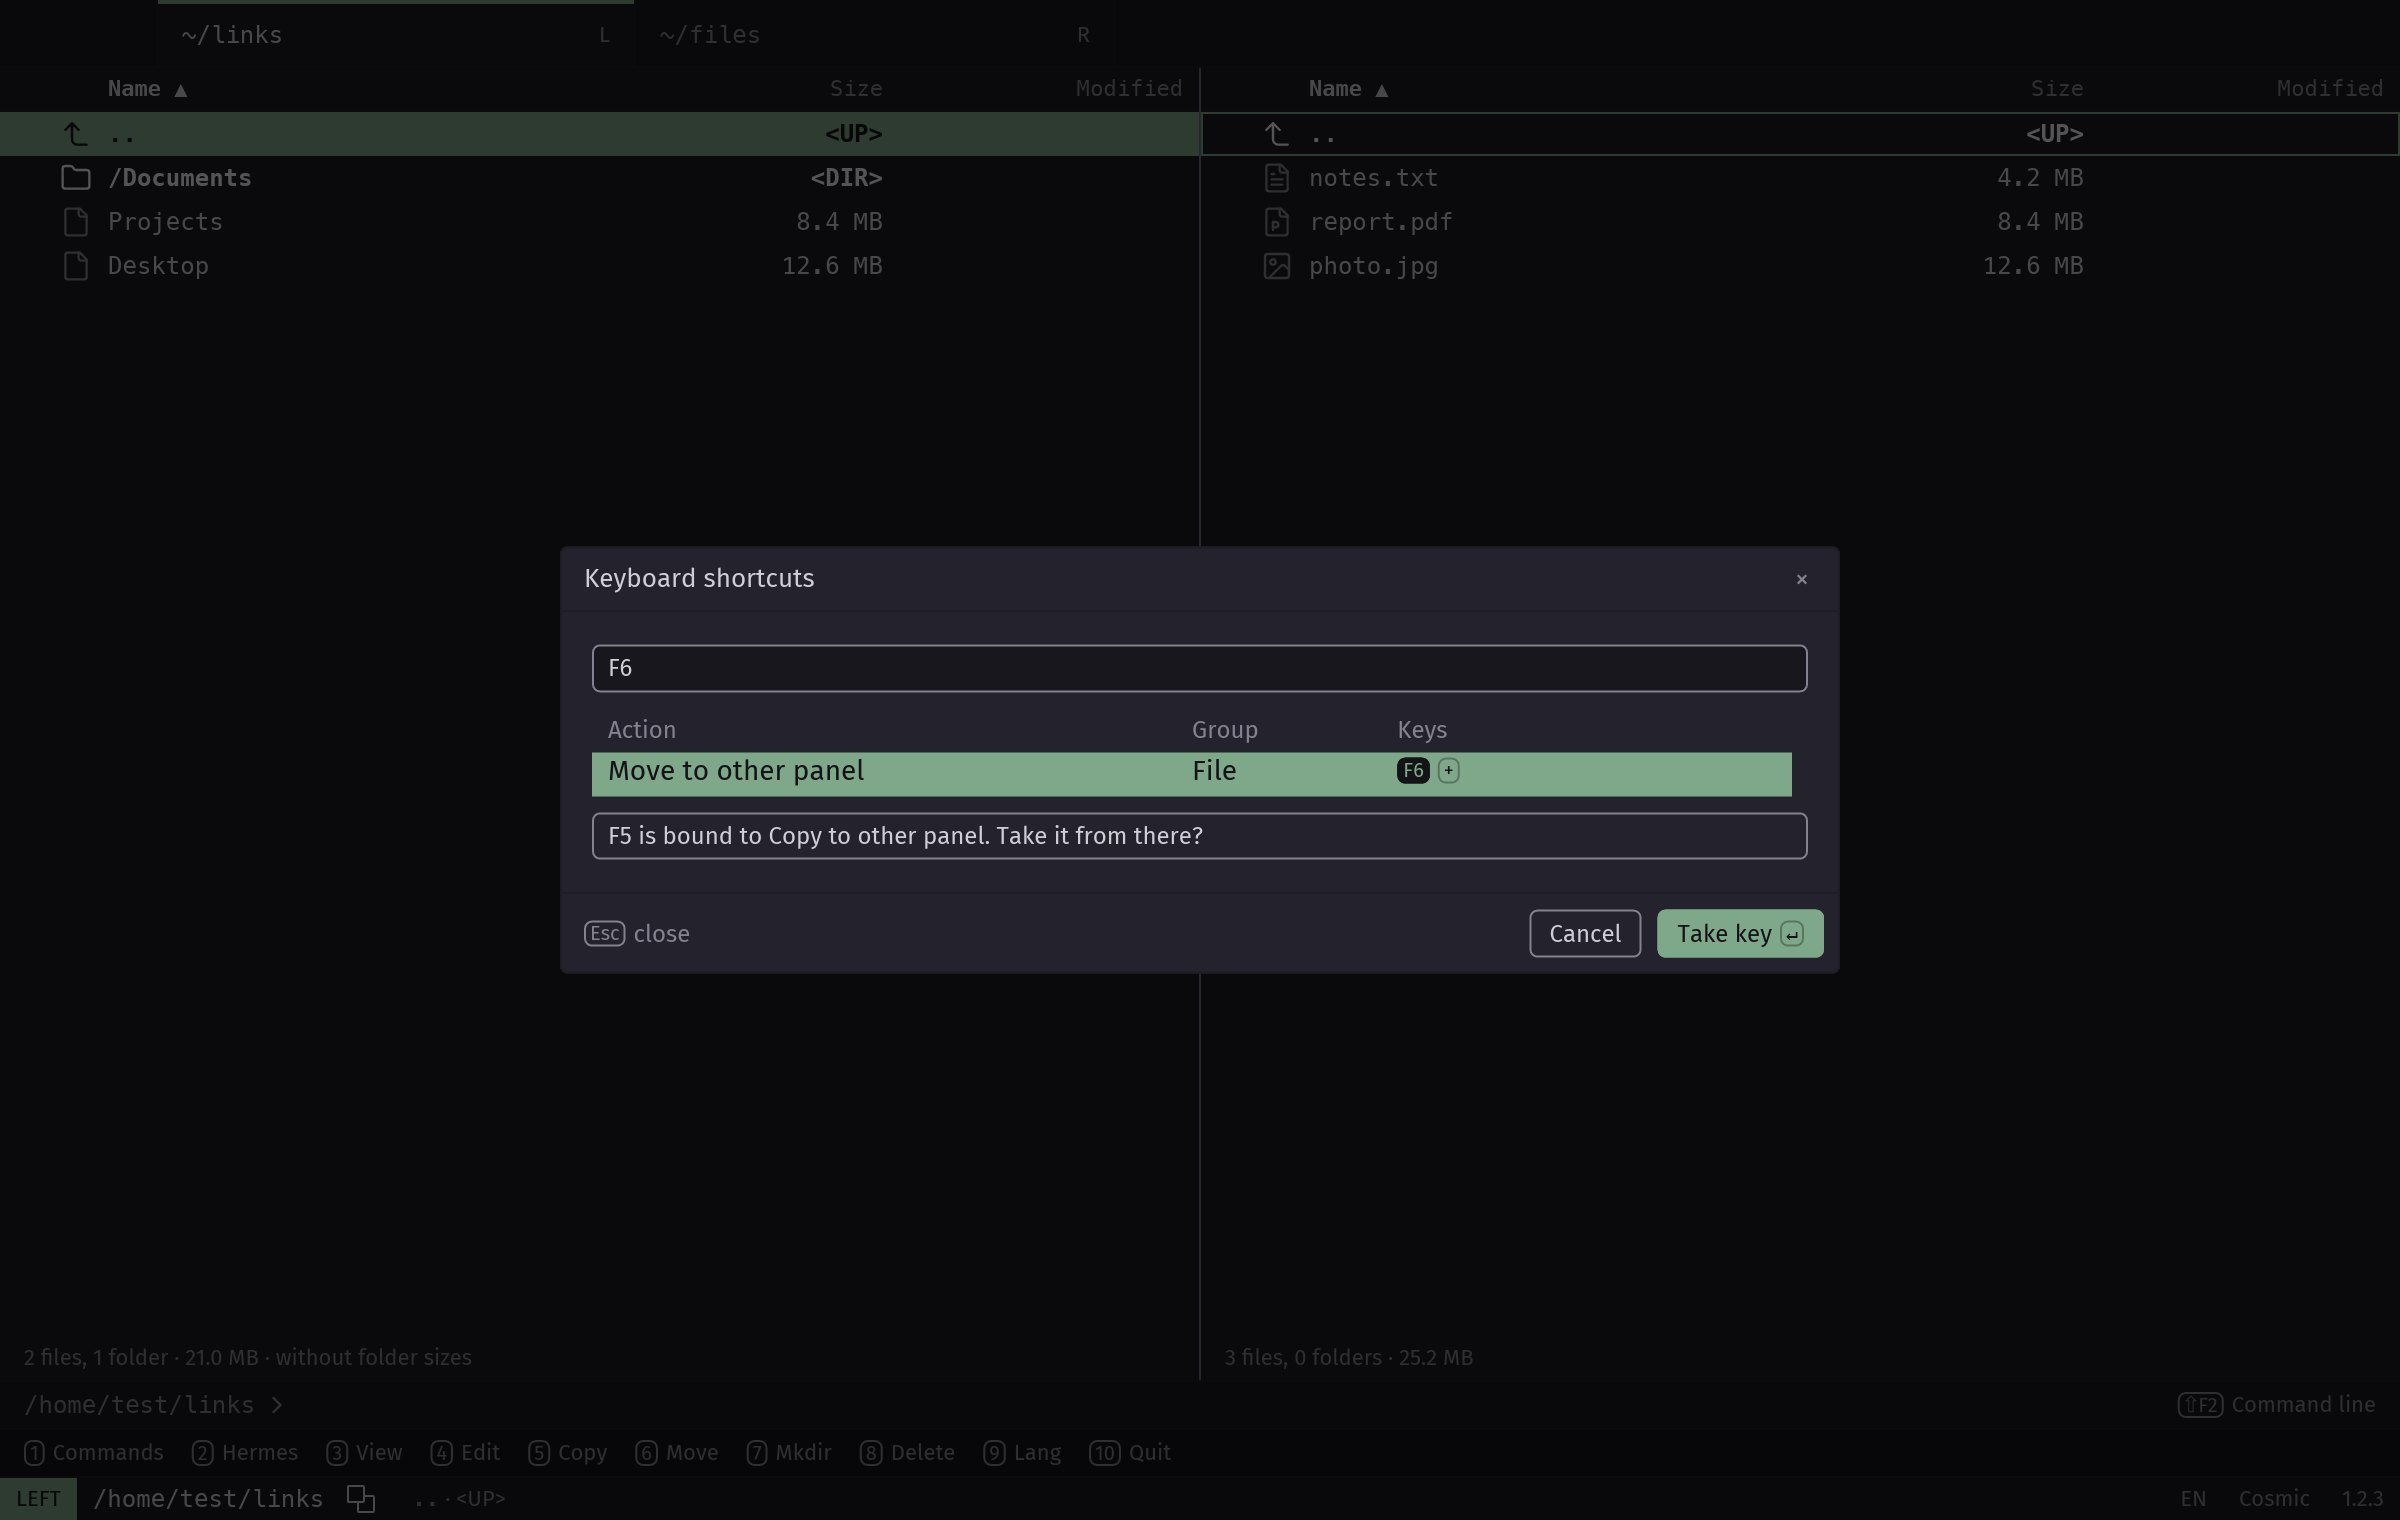 ~/links L ~/files R
Name ▲ Size Modified Name ▲ Size Modified
.. <UP> .. <UP>
/Documents <DIR> notes.txt 4.2 MB
Projects 8.4 MB report.pdf 8.4 MB
Desktop 12.6 MB photo.jpg 12.6 MB
Keyboard shortcuts ×
F6
Action Group Keys
Move to other panel File F6 +
F5 is bound to Copy to other panel. Take it from there?
Esc close Cancel Take key ↵
2 files, 1 folder · 21.0 MB · without folder sizes 3 files, 0 folders · 25.2 MB
/home/test/links > ⇧F2 Command line
1 Commands 2 Hermes 3 View 4 Edit 5 Copy 6 Move 7 Mkdir 8 Delete 9 Lang 10 Quit
LEFT /home/test/links .. · <UP> EN Cosmic 1.2.3